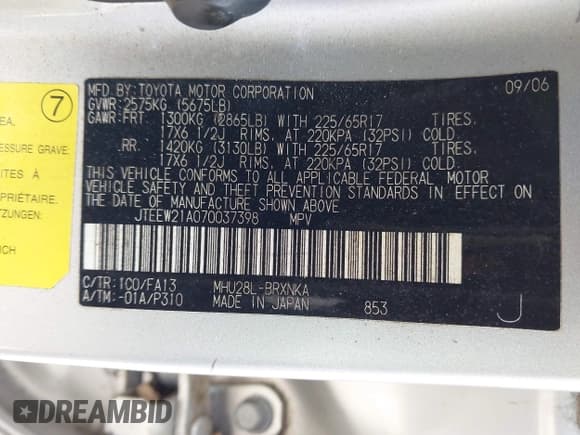 7
EA.
ESSURE GRAVE.
ITES À
OPRIÉTAIRE.
TZUNGEN:
ICH
MFD. BY: TOYOTA MOTOR CORPORATION 09/06
GVWR: 2575KG (5675LB)
GAWR: FRT. 1300KG (2865LB) WITH 225/65R17 TIRES.
17X6 1/2J RIMS. AT 220KPA (32PSI) COLD.
RR. 1420KG (3130LB) WITH 225/65R17 TIRES.
17X6 1/2J RIMS. AT 220KPA (32PSI) COLD.
THIS VEHICLE CONFORMS TO ALL APPLICABLE FEDERAL MOTOR
VEHICLE SAFETY AND THEFT PREVENTION STANDARDS IN EFFECT ON
THE DATE OF MANUFACTURE SHOWN ABOVE
JTEEW21A070037398 MPV
C/TR: 1C0/FA13 MHU28L-BRXNKA
A/TM: -01A/P310 MADE IN JAPAN 853 J
DREAMBID